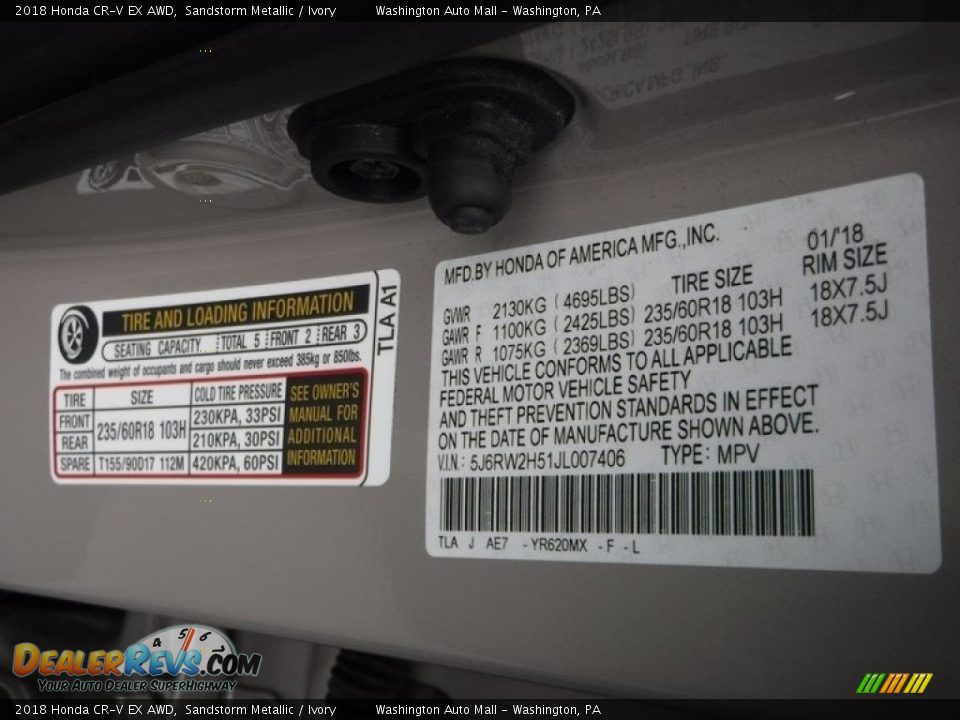 2018 Honda CR-V EX AWD, Sandstorm Metallic / Ivory Washington Auto Mall - Washington, PA
TIRE AND LOADING INFORMATION
SEATING CAPACITY TOTAL 5 FRONT 2 REAR 3
The combined weight of occupants and cargo should never exceed 385kg or 850lbs.
TIRE SIZE COLD TIRE PRESSURE
FRONT 235/60R18 103H 230KPA, 33PSI
REAR 210KPA, 30PSI
SPARE T155/90D17 112M 420KPA, 60PSI
SEE OWNER'S
MANUAL FOR
ADDITIONAL
INFORMATION
TLA A1
MFD.BY HONDA OF AMERICA MFG.,INC. 01/'18
TIRE SIZE RIM SIZE
GVWR 2130KG ( 4695LBS)
GAWR F 1100KG ( 2425LBS) 235/60R18 103H 18X7.5J
GAWR R 1075KG ( 2369LBS) 235/60R18 103H 18X7.5J
THIS VEHICLE CONFORMS TO ALL APPLICABLE
FEDERAL MOTOR VEHICLE SAFETY
AND THEFT PREVENTION STANDARDS IN EFFECT
ON THE DATE OF MANUFACTURE SHOWN ABOVE.
V.I.N.: 5J6RW2H51JL007406 TYPE: MPV
TLA J AE7 -YR620MX -F -L
4 5 6
DEALERREVS.COM
YOUR AUTO DEALER SUPERHIGHWAY
2018 Honda CR-V EX AWD, Sandstorm Metallic / Ivory Washington Auto Mall - Washington, PA